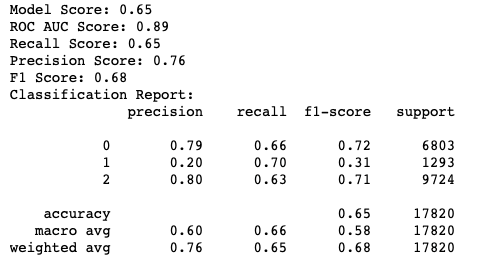 Model Score: 0.65
ROC AUC Score: 0.89
Recall Score: 0.65
Precision Score: 0.76
F1 Score: 0.68
Classification Report:
precision recall f1-score support
0 0.79 0.66 0.72 6803
1 0.20 0.70 0.31 1293
2 0.80 0.63 0.71 9724
accuracy 0.65 17820
macro avg 0.60 0.66 0.58 17820
weighted avg 0.76 0.65 0.68 17820